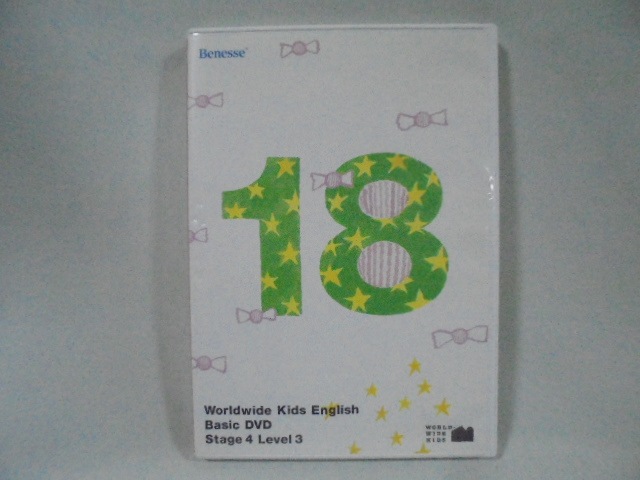 Benesse®
18
Worldwide Kids English
Basic DVD
Stage 4 Level 3
WORLD
WIDE
KIDS